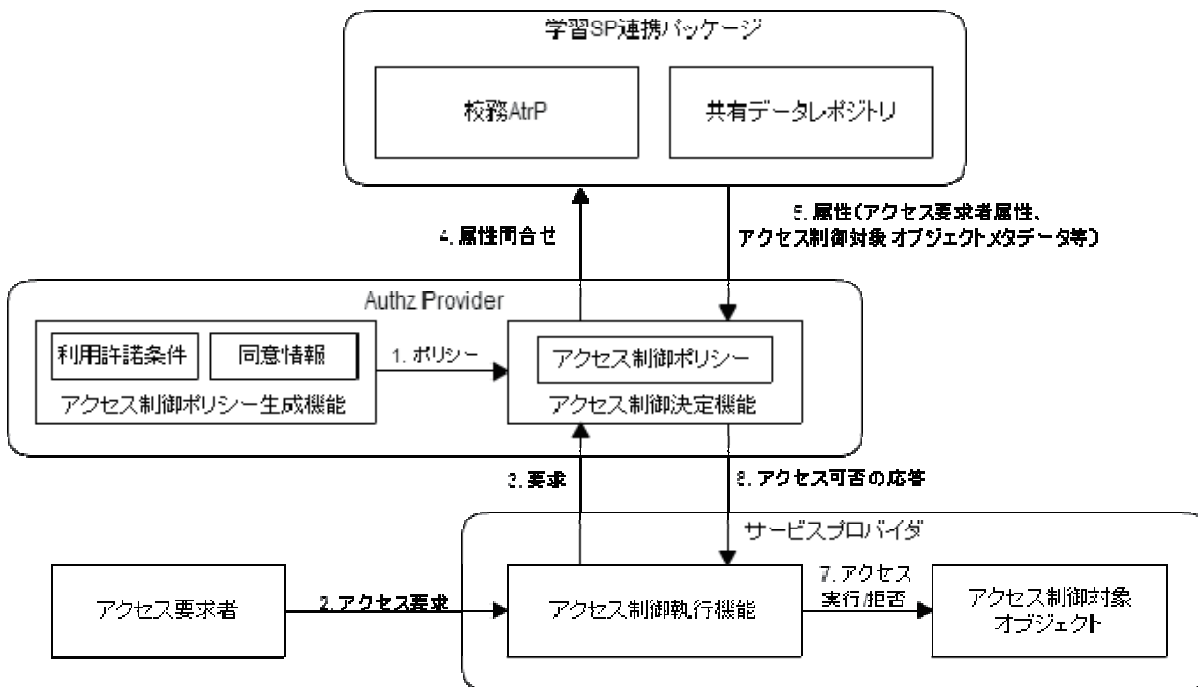 学習SP連携パッケージ
校務AtrP
共有データレポジトリ
4. 属性問合せ
5. 属性(アクセス要求者属性、
アクセス制御対象 オブジェクトメタデータ等)
Authz Provider
利用許諾条件
同意情報
アクセス制御ポリシー生成機能
1. ポリシー
アクセス制御ポリシー
アクセス制御決定機能
3. 要求
6. アクセス可否の応答
サービスプロバイダ
アクセス要求者
2. アクセス要求
アクセス制御執行機能
7. アクセス
実行/拒否
アクセス制御対象
オブジェクト